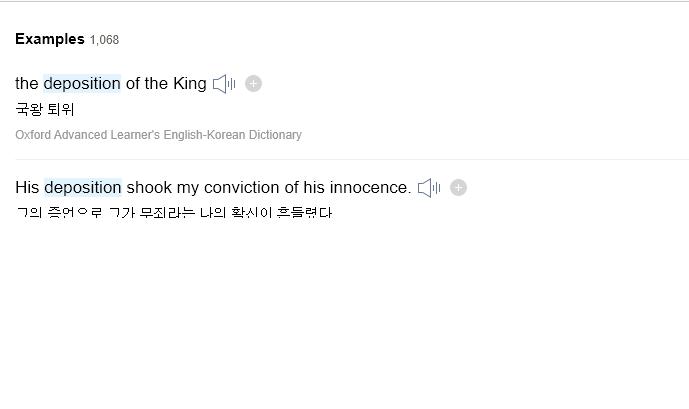 Examples 1,068
the deposition of the King
국왕 퇴위
Oxford Advanced Learner's English-Korean Dictionary
His deposition shook my conviction of his innocence.
그의 증언으로 그가 무죄라는 나의 확신이 흔들렸다